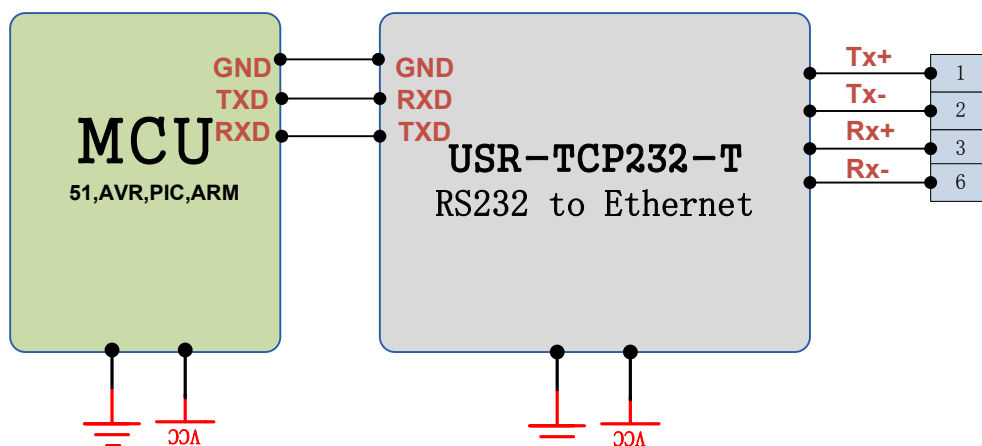 GND
TXD
RXD
MCU
51,AVR,PIC,ARM
VCC
GND
RXD
TXD
USR-TCP232-T
RS232 to Ethernet
VCC
Tx+
Tx-
Rx+
Rx-
1
2
3
6